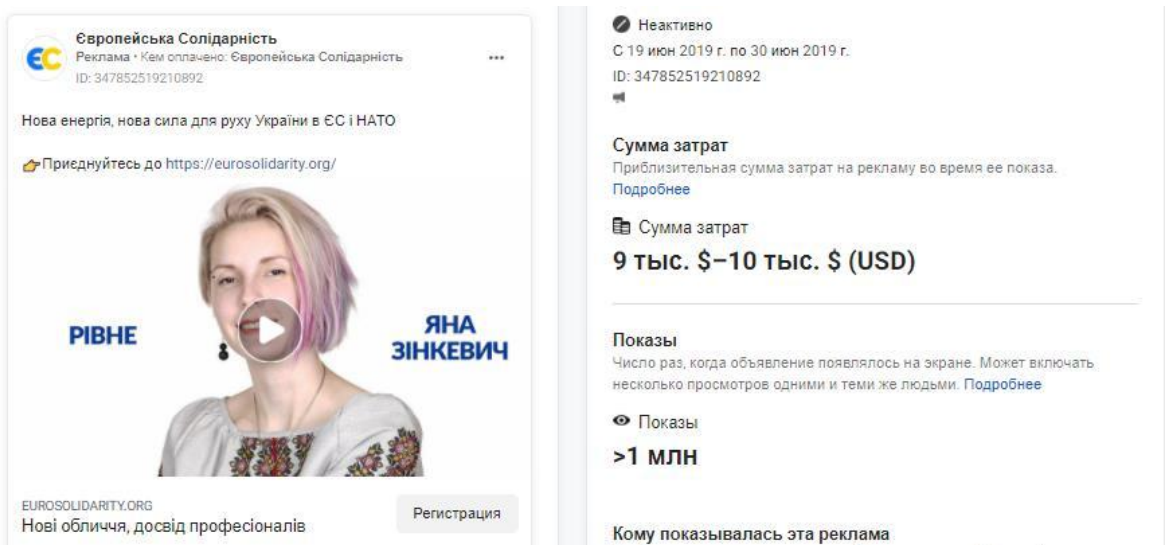 Європейська Солідарність
Реклама • Кем оплачено: Європейська Солідарність
ID: 347852519210892
Нова енергія, нова сила для руху України в ЄС і НАТО
👉Приєднуйтесь до https://eurosolidarity.org/
РІВНЕ
ЯНА
ЗІНКЕВИЧ
EUROSOLIDARITY.ORG
Нові обличчя, досвід професіоналів
Регистрация
Неактивно
С 19 июн 2019 г. по 30 июн 2019 г.
ID: 347852519210892
Сумма затрат
Приблизительная сумма затрат на рекламу во время ее показа.
Подробнее
Сумма затрат
9 тыс. $–10 тыс. $ (USD)
Показы
Число раз, когда объявление появлялось на экране. Может включать
несколько просмотров одними и теми же людьми. Подробнее
Показы
>1 млн
Кому показывалась эта реклама